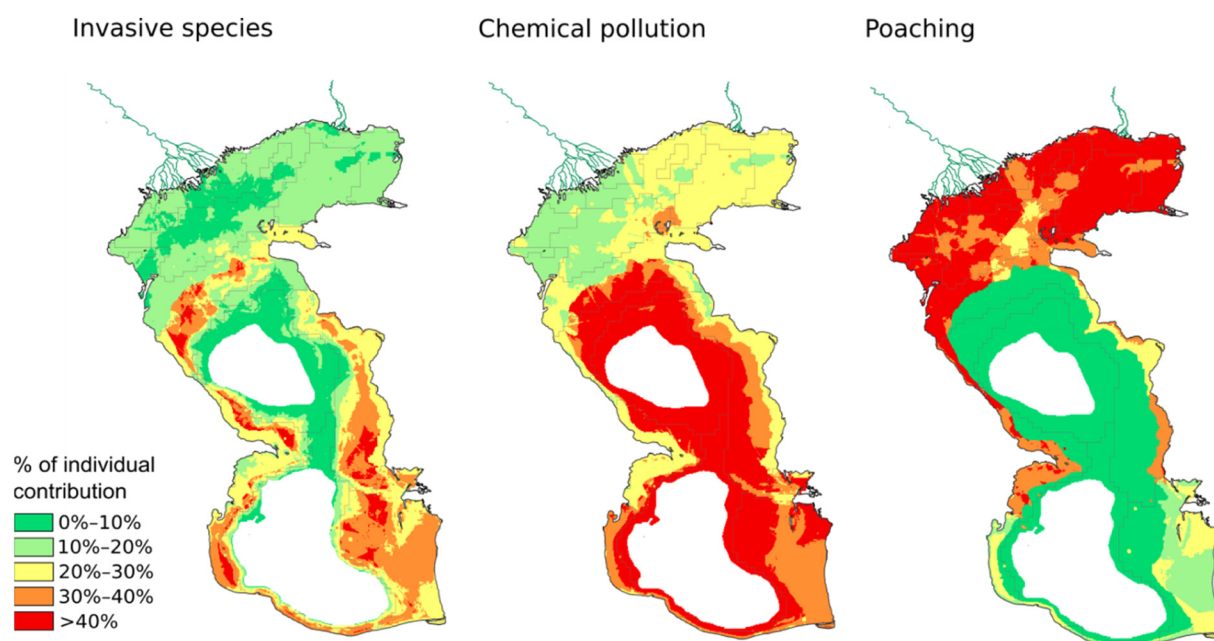 Invasive species
Chemical pollution
Poaching
% of individual
contribution
0%–10%
10%–20%
20%–30%
30%–40%
>40%